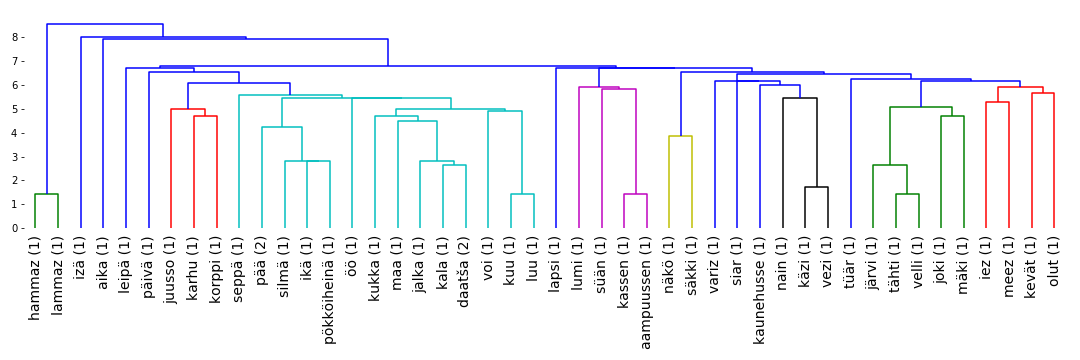 8
7
6
5
4
3
2
1
0
hammaz (1)
lammaz (1)
izä (1)
aika (1)
leipä (1)
päivä (1)
juusso (1)
karhu (1)
korppi (1)
seppä (1)
pää (2)
silmä (1)
ikä (1)
pökköiheinä (1)
öö (1)
kukka (1)
maa (1)
jalka (1)
kala (1)
daatša (2)
voi (1)
kuu (1)
luu (1)
lapsi (1)
lumi (1)
süän (1)
kassen (1)
aampuussen (1)
näkö (1)
säkki (1)
variz (1)
siar (1)
kaunehusse (1)
nain (1)
käzi (1)
vezi (1)
tüär (1)
järvi (1)
tähti (1)
velli (1)
joki (1)
mäki (1)
iez (1)
meez (1)
kevät (1)
olut (1)